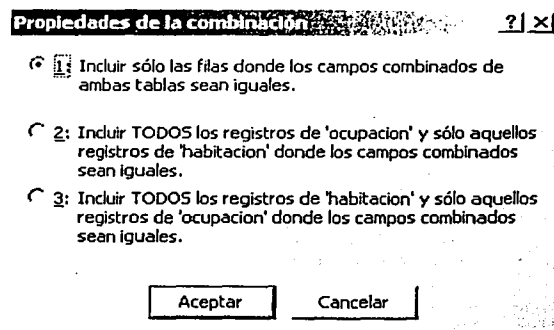 Propiedades de la combinación ? ×
1: Incluir sólo las filas donde los campos combinados de
ambas tablas sean iguales.
2: Incluir TODOS los registros de 'ocupacion' y sólo aquellos
registros de 'habitacion' donde los campos combinados
sean iguales.
3: Incluir TODOS los registros de 'habitacion' y sólo aquellos
registros de 'ocupacion' donde los campos combinados
sean iguales.
Aceptar Cancelar